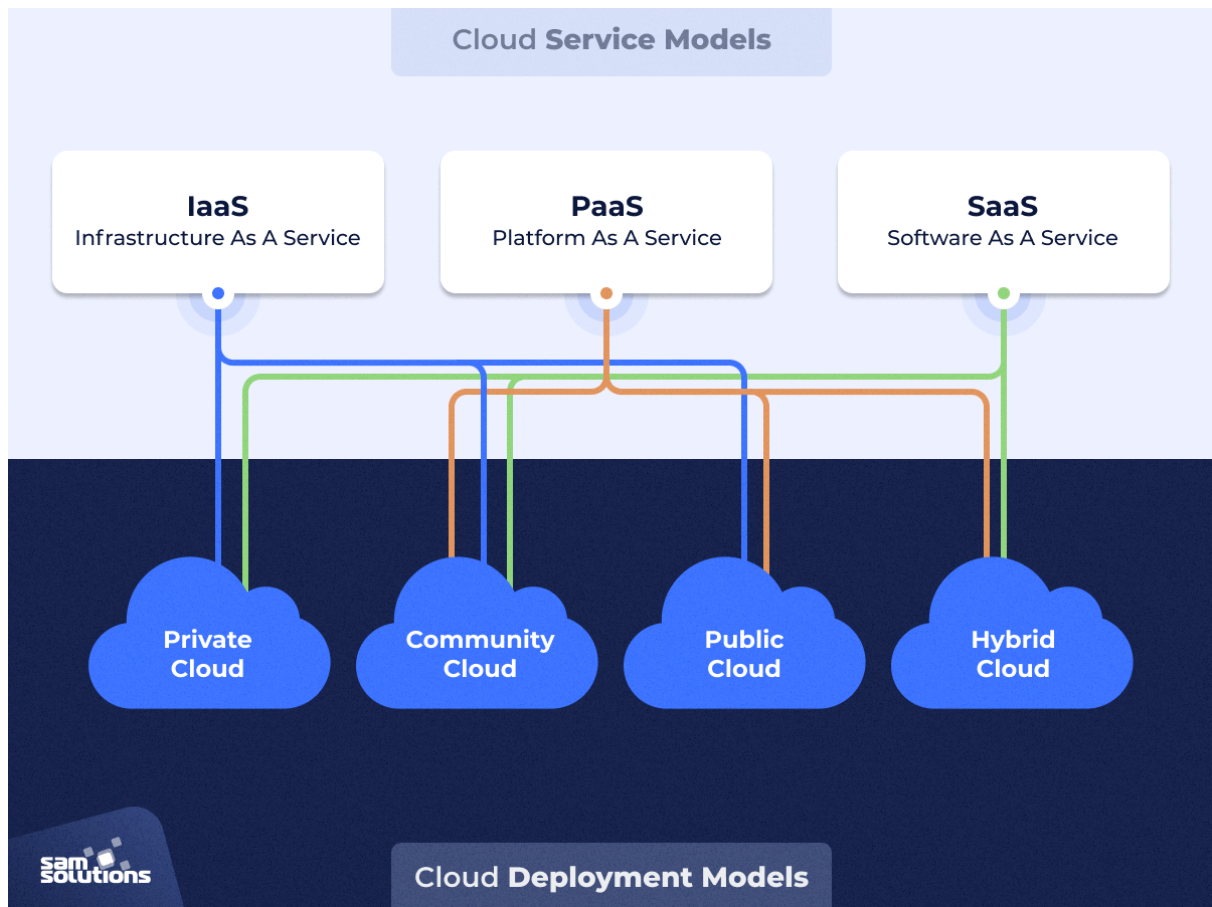 Cloud Service Models
IaaS
Infrastructure As A Service
PaaS
Platform As A Service
SaaS
Software As A Service
Private
Cloud
Community
Cloud
Public
Cloud
Hybrid
Cloud
sam
solutions
Cloud Deployment Models